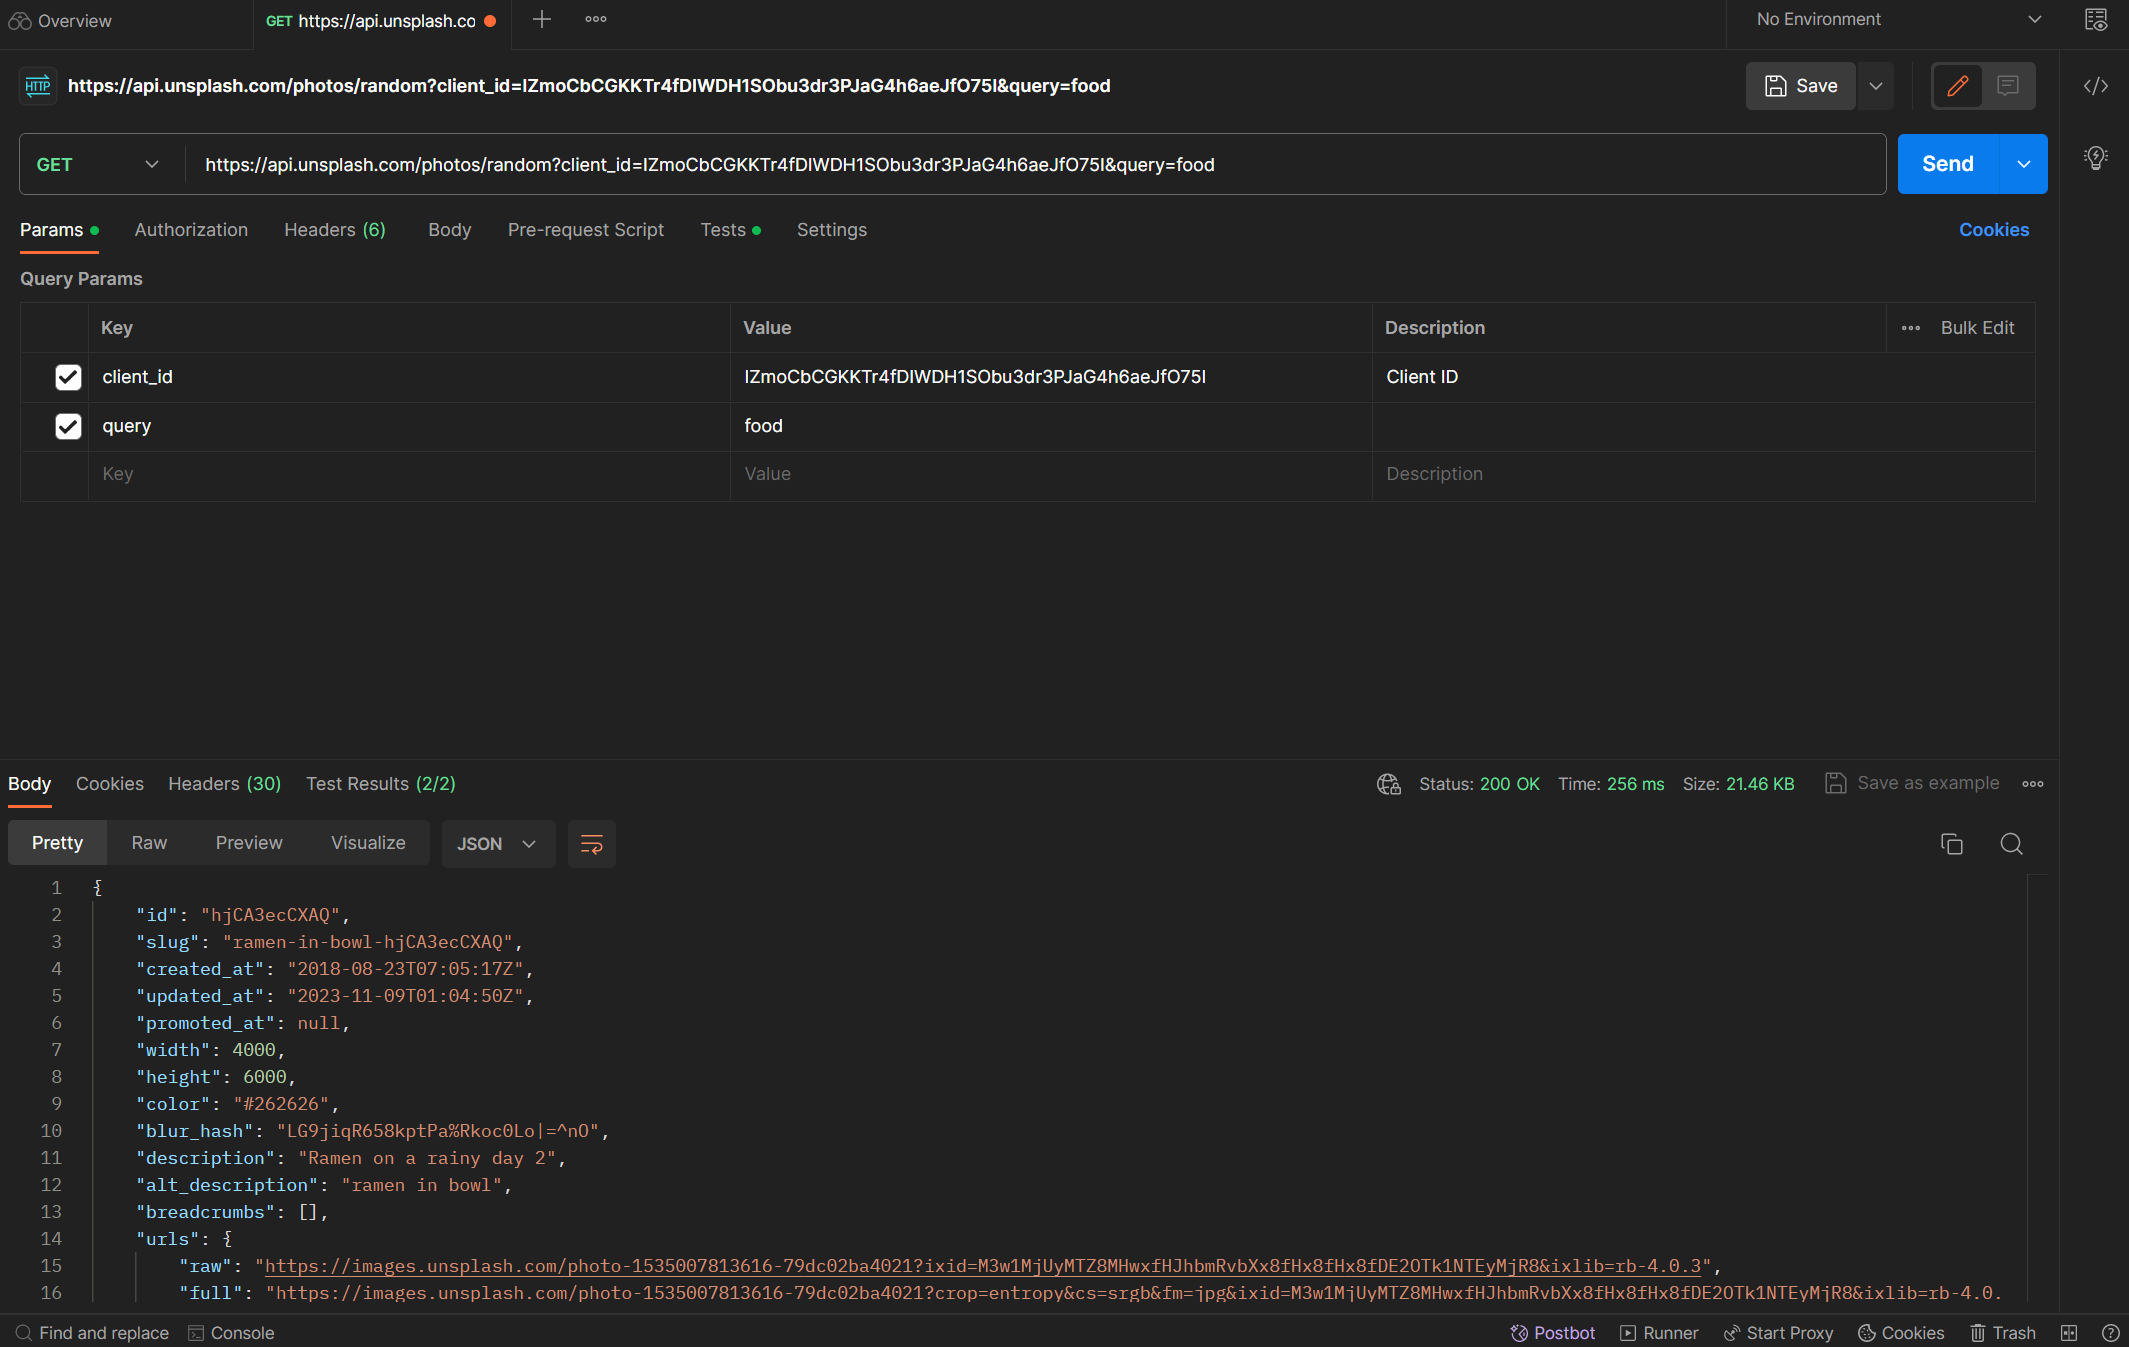 Overview
GET https://api.unsplash.co
No Environment
HTTP
https://api.unsplash.com/photos/random?client_id=IZmoCbCGKKTr4fDIWDH1SObu3dr3PJaG4h6aeJfO75I&query=food
Save
GET
https://api.unsplash.com/photos/random?client_id=IZmoCbCGKKTr4fDIWDH1SObu3dr3PJaG4h6aeJfO75I&query=food
Send
Params Authorization Headers (6) Body Pre-request Script Tests Settings Cookies
Query Params
Key Value Description Bulk Edit
client_id IZmoCbCGKKTr4fDIWDH1SObu3dr3PJaG4h6aeJfO75I Client ID
query food
Key Value Description
Body Cookies Headers (30) Test Results (2/2) Status: 200 OK Time: 256 ms Size: 21.46 KB Save as example
Pretty Raw Preview Visualize JSON
1 {
2 "id": "hjCA3ecCXAQ",
3 "slug": "ramen-in-bowl-hjCA3ecCXAQ",
4 "created_at": "2018-08-23T07:05:17Z",
5 "updated_at": "2023-11-09T01:04:50Z",
6 "promoted_at": null,
7 "width": 4000,
8 "height": 6000,
9 "color": "#262626",
10 "blur_hash": "LG9jiqR658kptPa%Rkoc0Lo|=^nO",
11 "description": "Ramen on a rainy day 2",
12 "alt_description": "ramen in bowl",
13 "breadcrumbs": [],
14 "urls": {
15 "raw": "https://images.unsplash.com/photo-1535007813616-79dc02ba4021?ixid=M3w1MjUyMTZ8MHwxfHJhbmRvbXx8fHx8fHx8fDE2OTk1NTEyMjR8&ixlib=rb-4.0.3",
16 "full": "https://images.unsplash.com/photo-1535007813616-79dc02ba4021?crop=entropy&cs=srgb&fm=jpg&ixid=M3w1MjUyMTZ8MHwxfHJhbmRvbXx8fHx8fHx8fDE2OTk1NTEyMjR8&ixlib=rb-4.0.
Find and replace Console Postbot Runner Start Proxy Cookies Trash